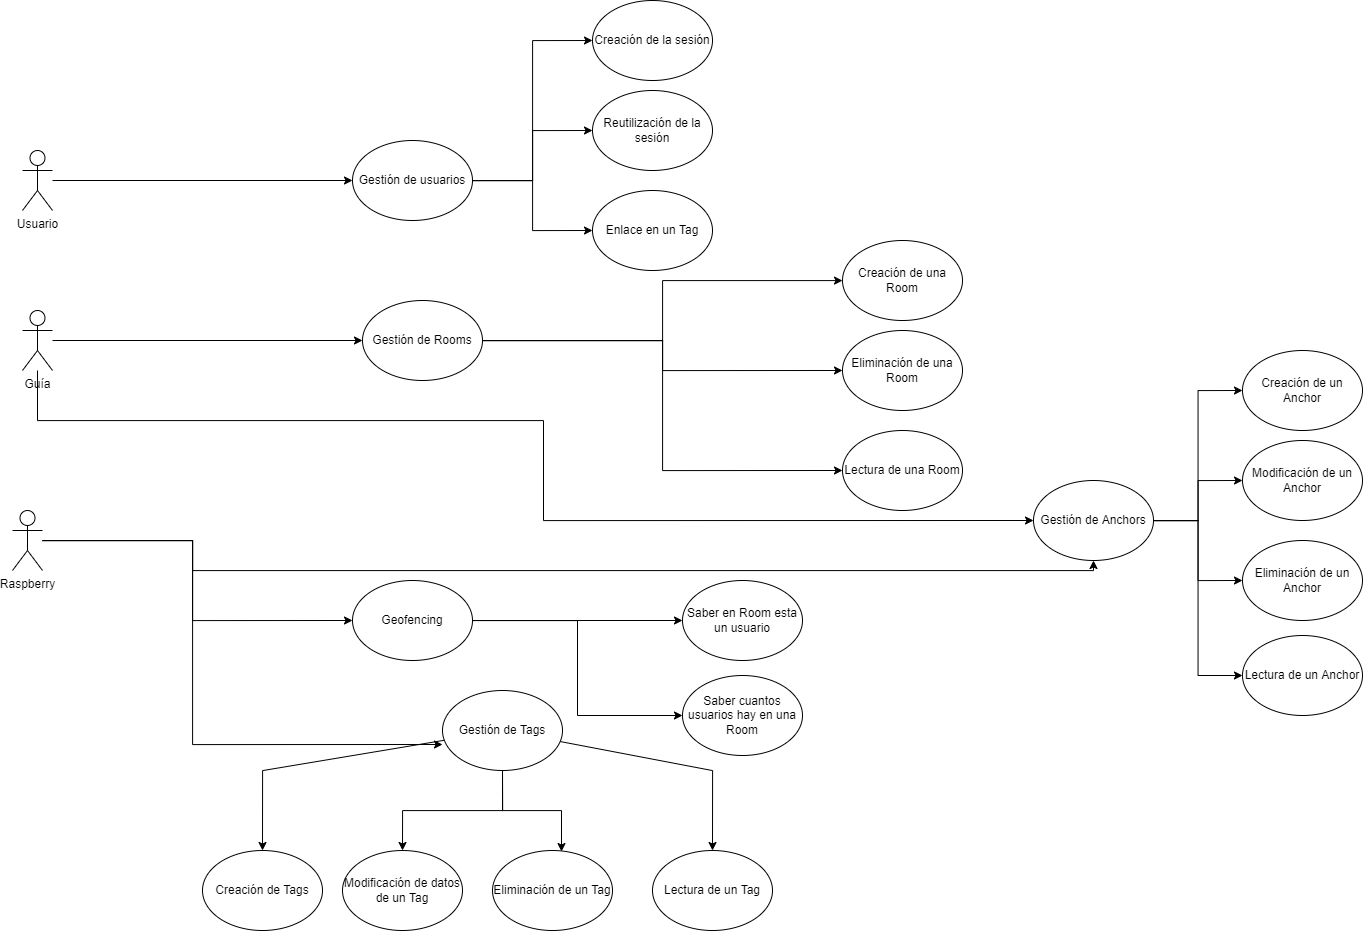 Creación de la sesión
Reutilización de la
sesión
Gestión de usuarios
Usuario
Enlace en un Tag
Creación de una
Room
Gestión de Rooms
Guía
Eliminación de una
Room
Creación de un
Anchor
Lectura de una Room
Modificación de un
Anchor
Gestión de Anchors
Raspberry
Eliminación de un
Anchor
Geofencing
Saber en Room esta
un usuario
Lectura de un Anchor
Saber cuantos
usuarios hay en una
Room
Gestión de Tags
Creación de Tags
Modificación de datos
de un Tag
Eliminación de un Tag
Lectura de un Tag